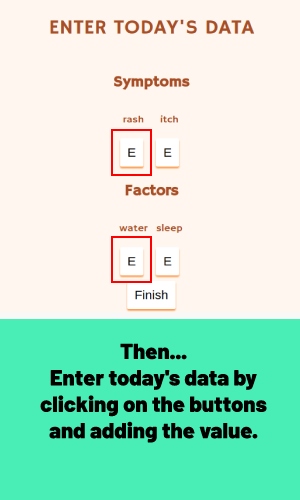 ENTER TODAY'S DATA
Symptoms
rash itch
E E
Factors
water sleep
E E
Finish
Then...
Enter today's data by
clicking on the buttons
and adding the value.